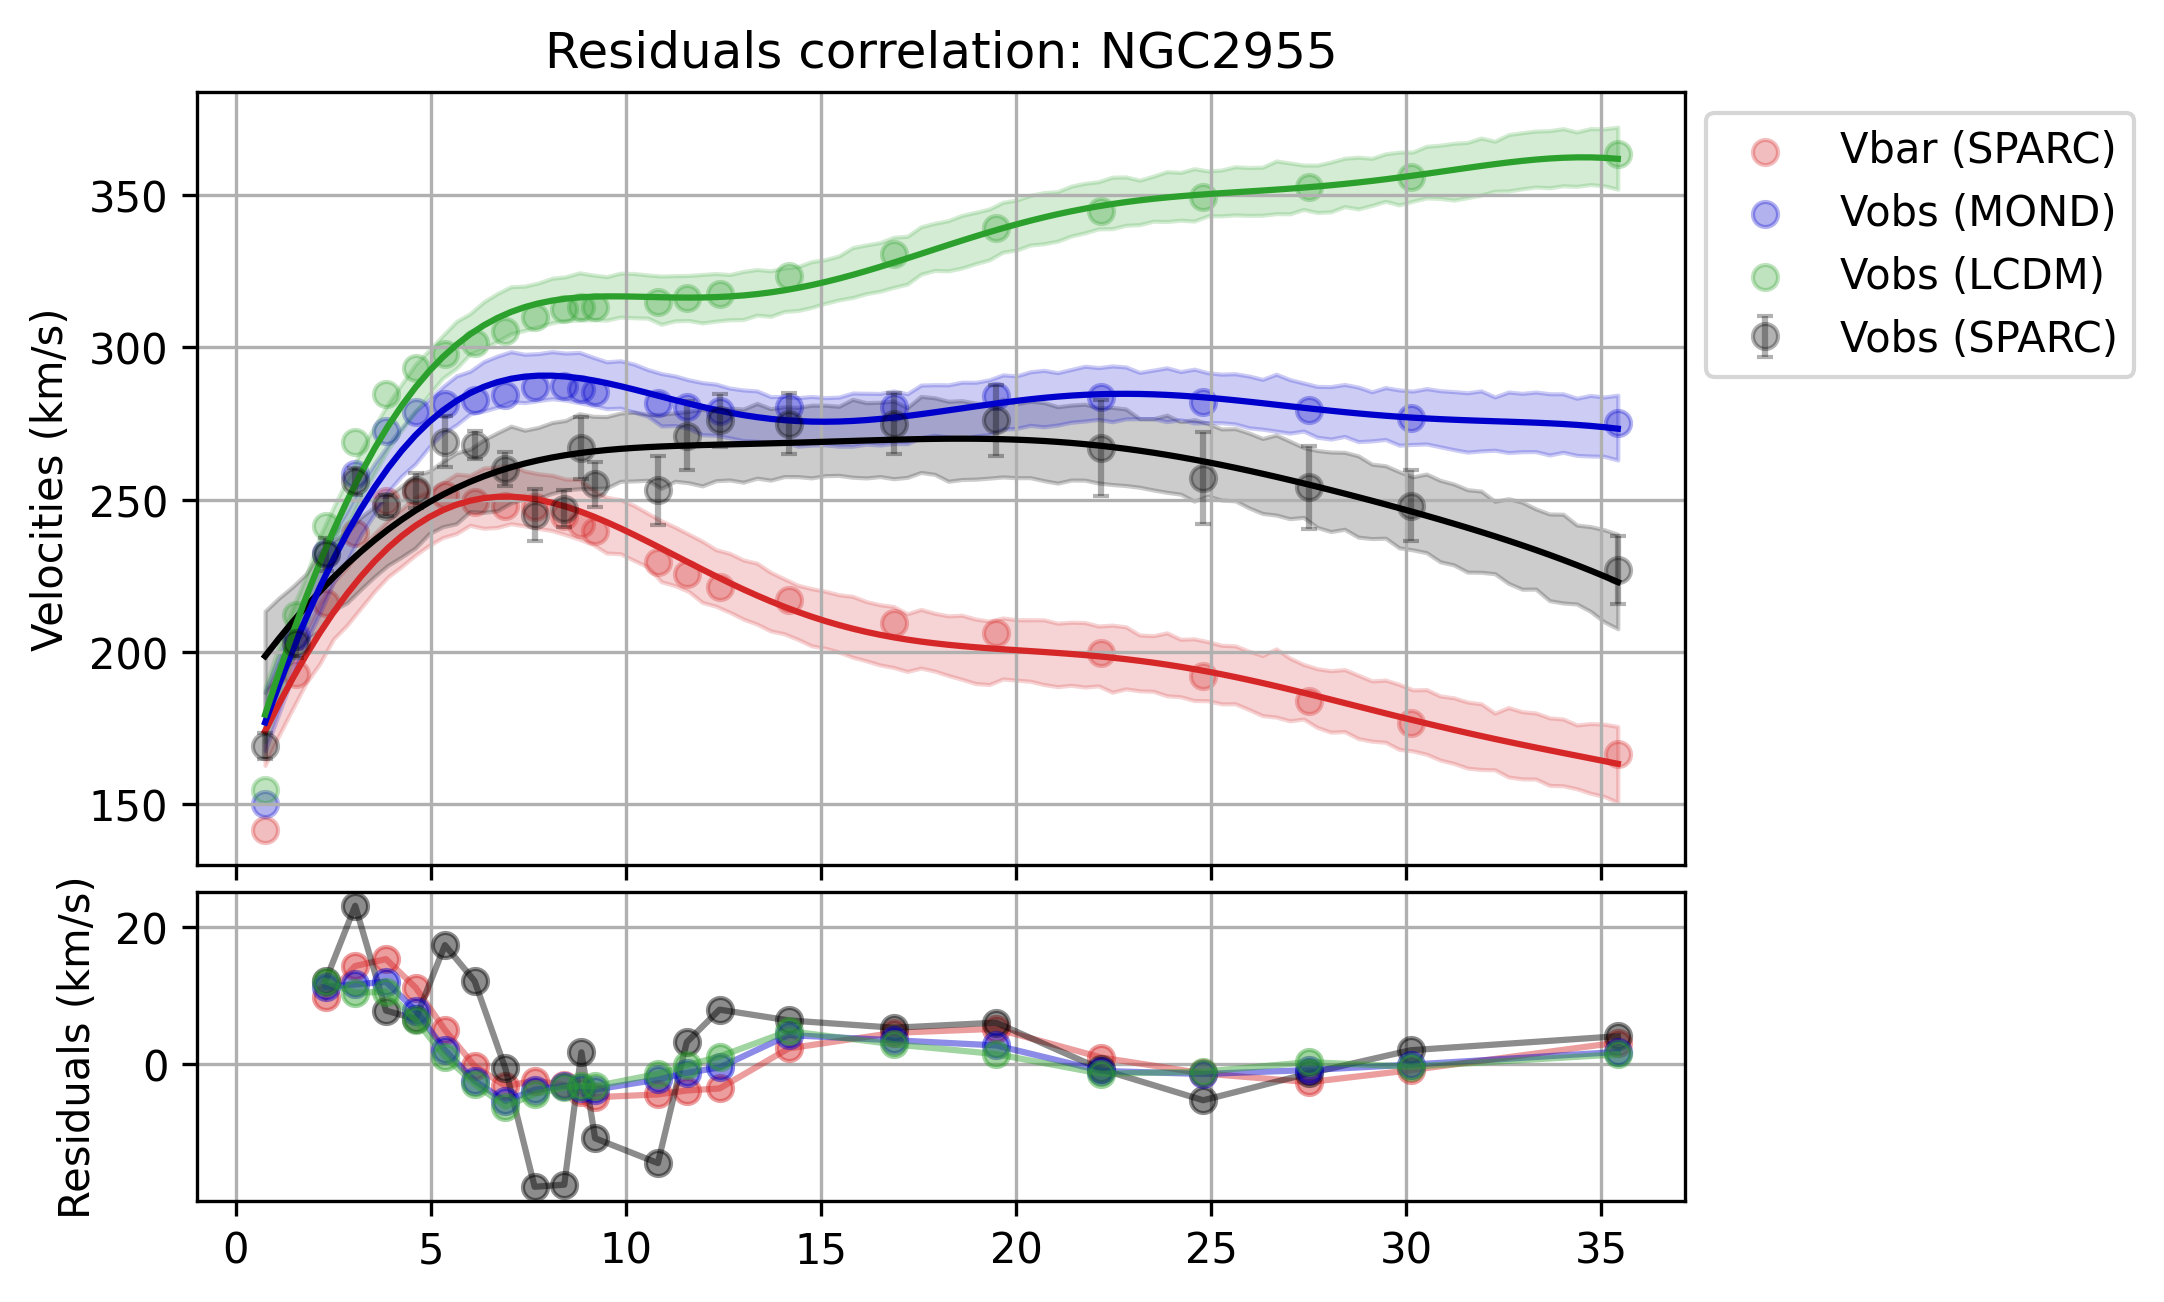 Residuals correlation: NGC2955
Velocities (km/s)
350
300
250
200
150
Vbar (SPARC)
Vobs (MOND)
Vobs (LCDM)
Vobs (SPARC)
Residuals (km/s)
20
0
0 5 10 15 20 25 30 35